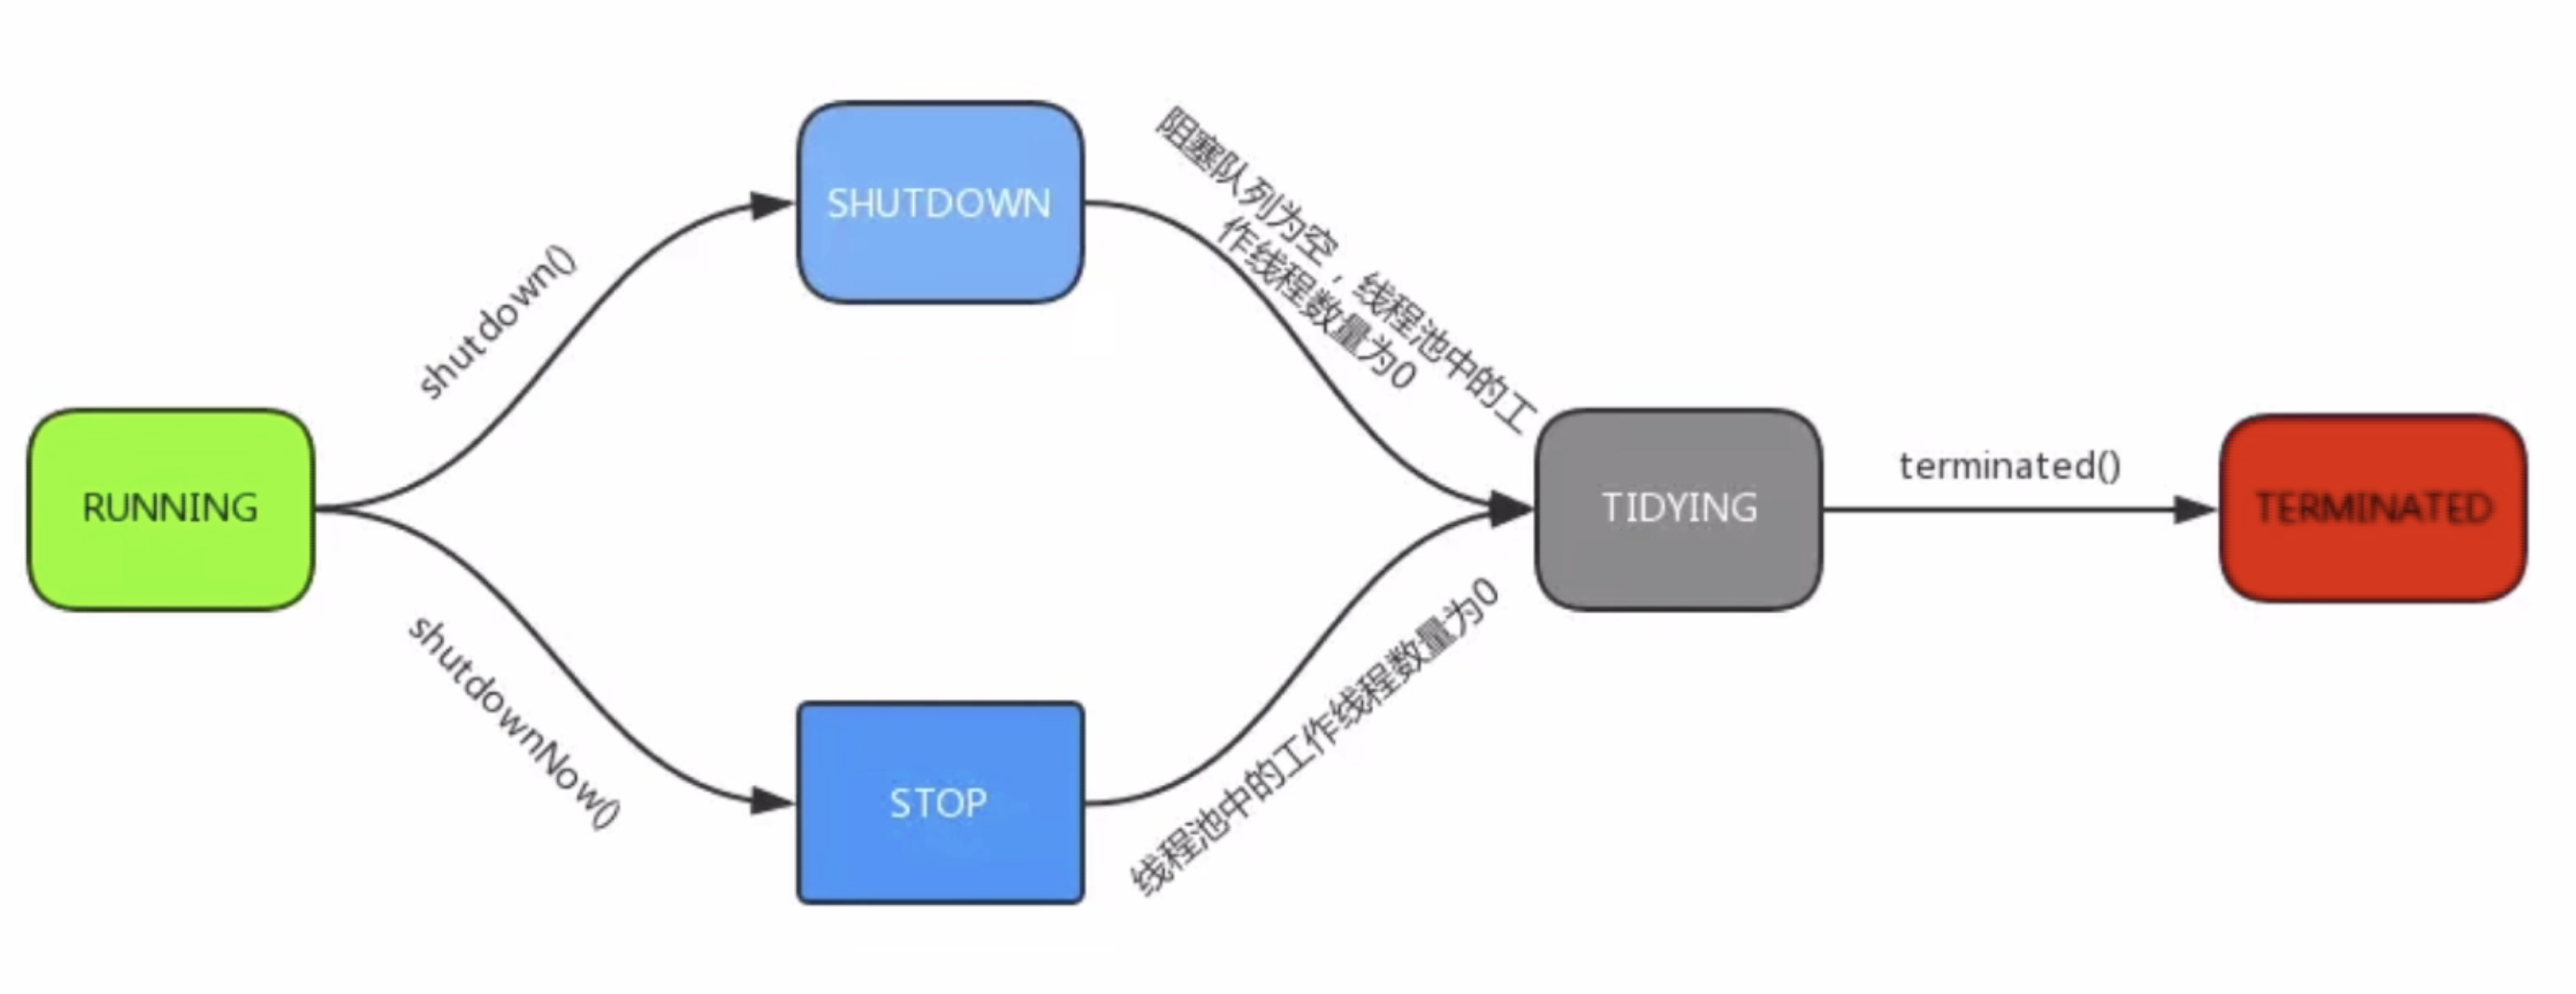 SHUTDOWN
阻塞队列为空，线程池中的工
作线程数量为0
shutdown()
RUNNING
TIDYING
terminated()
TERMINATED
shutdownNow()
STOP
线程池中的工作线程数量为0